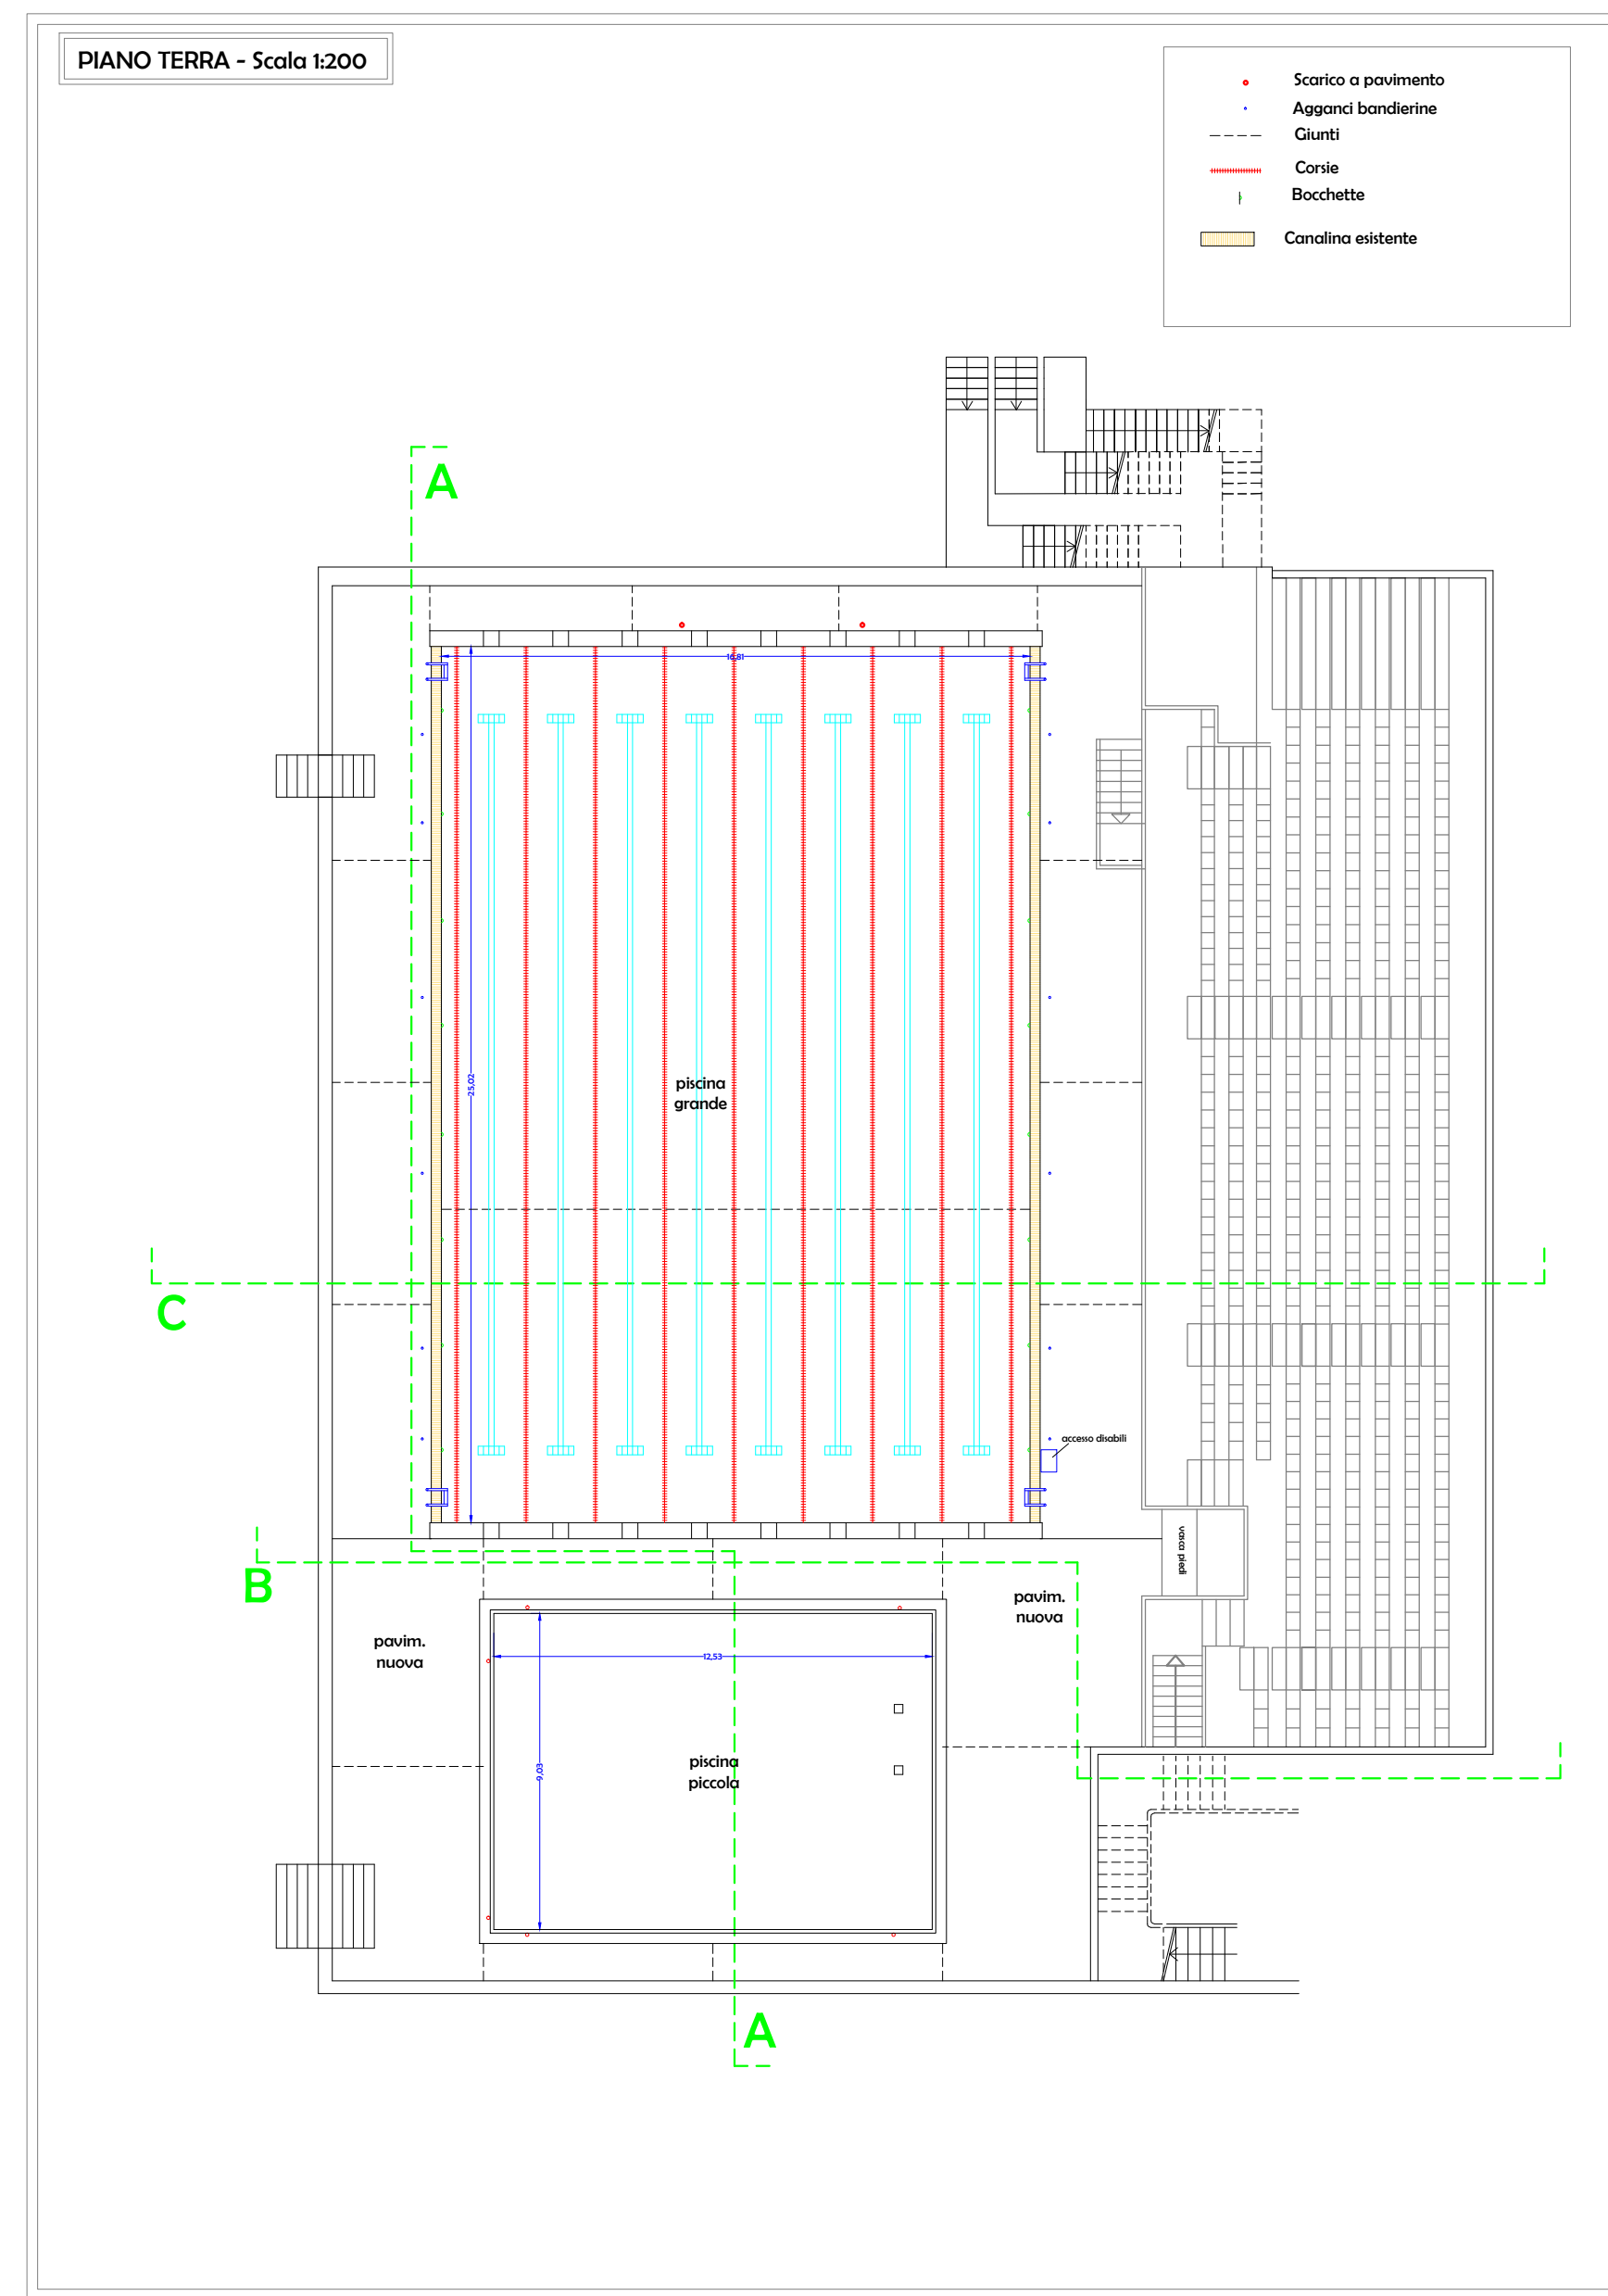 PIANO TERRA - Scala 1:200
Scarico a pavimento
Agganci bandierine
Giunti
Corsie
Bocchette
Canalina esistente
A
16,81
25,02
piscina
grande
C
accesso disabili
vasca piedi
B
pavim.
nuova
pavim.
nuova
12,53
9,03
piscina
piccola
A